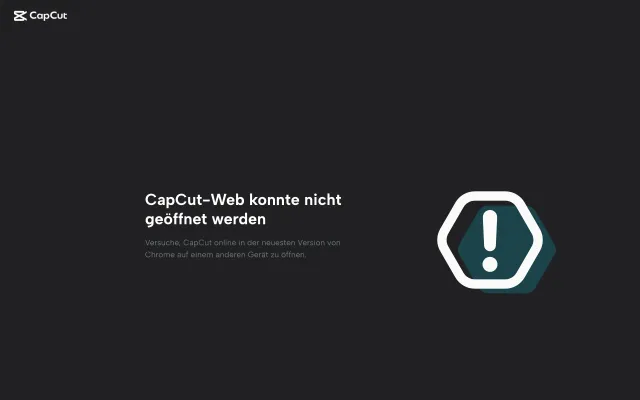 CapCut
CapCut-Web konnte nicht
geöffnet werden
Versuche, CapCut online in der neuesten Version von
Chrome auf einem anderen Gerät zu öffnen.